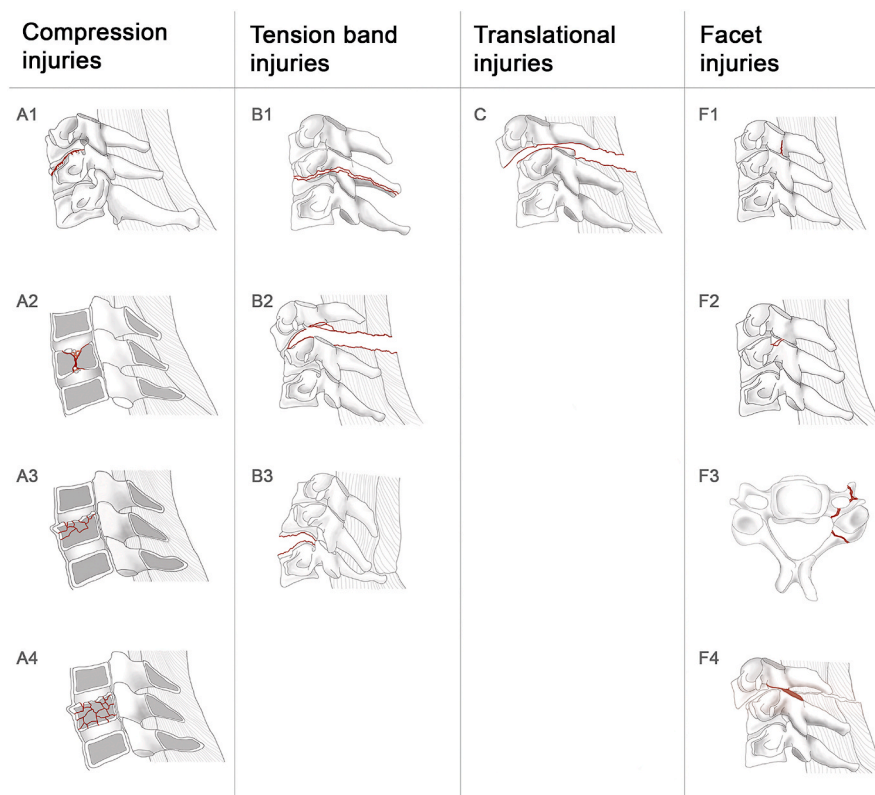 Compression
injuries
Tension band
injuries
Translational
injuries
Facet
injuries
A1
B1
C
F1
A2
B2
F2
A3
B3
F3
A4
F4